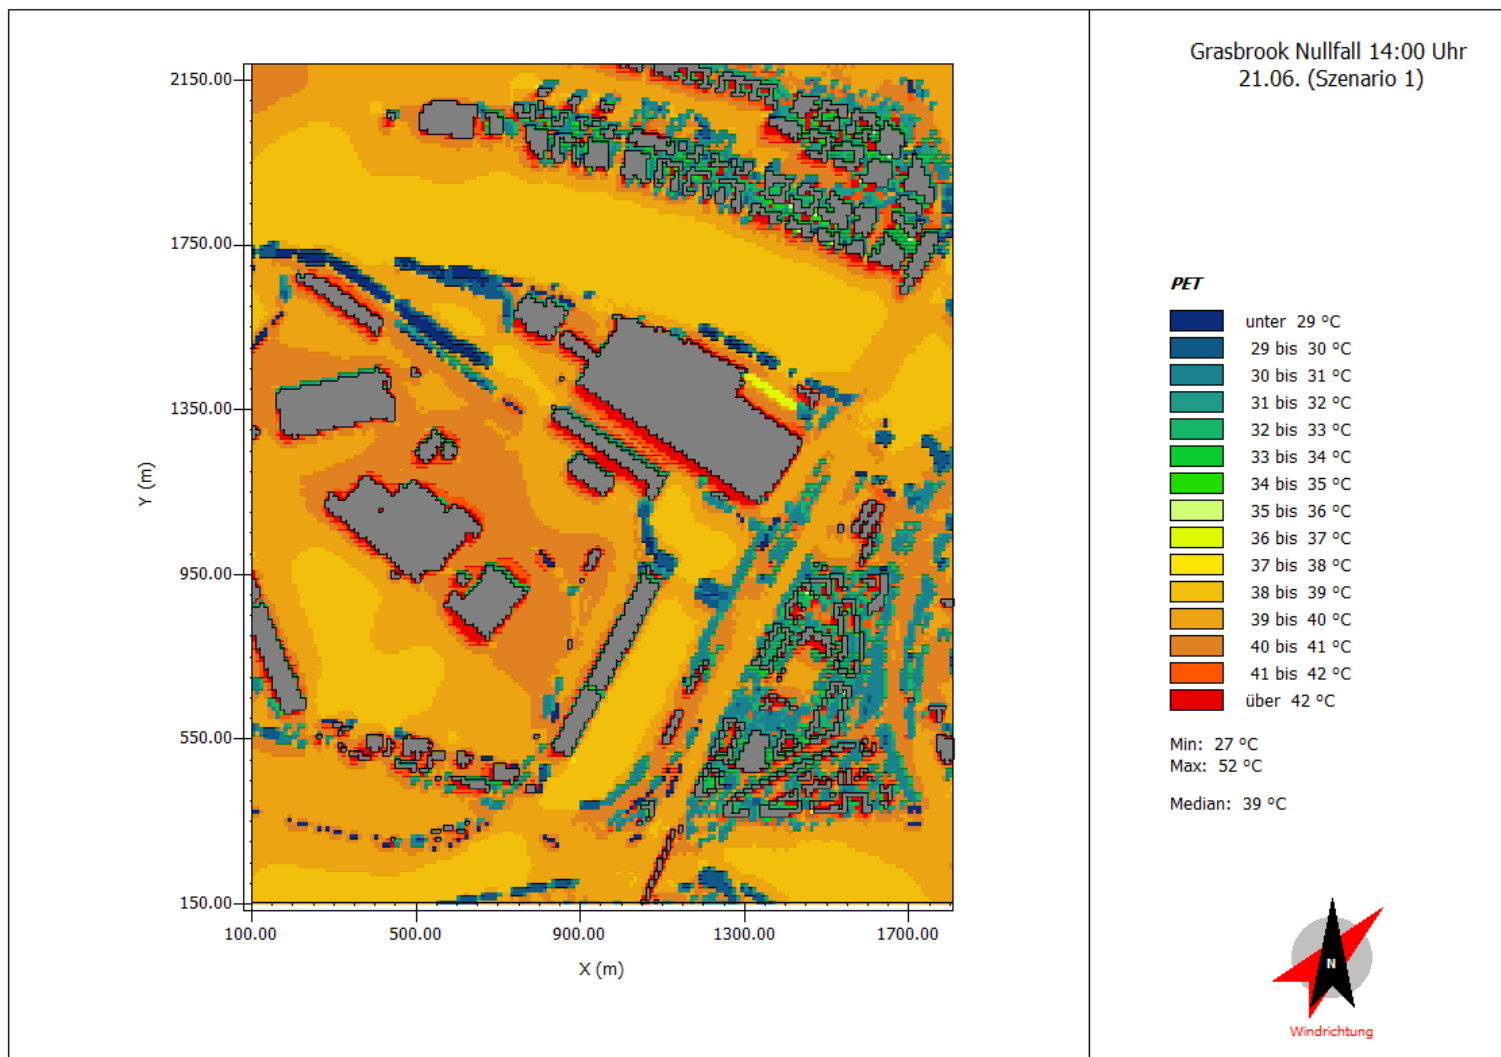 Grasbrook Nullfall 14:00 Uhr
21.06. (Szenario 1)
2150.00
1750.00
1350.00
950.00
550.00
150.00
Y (m)
100.00
500.00
900.00
1300.00
1700.00
X (m)
PET
unter 29 °C
29 bis 30 °C
30 bis 31 °C
31 bis 32 °C
32 bis 33 °C
33 bis 34 °C
34 bis 35 °C
35 bis 36 °C
36 bis 37 °C
37 bis 38 °C
38 bis 39 °C
39 bis 40 °C
40 bis 41 °C
41 bis 42 °C
über 42 °C
Min: 27 °C
Max: 52 °C
Median: 39 °C
N
Windrichtung